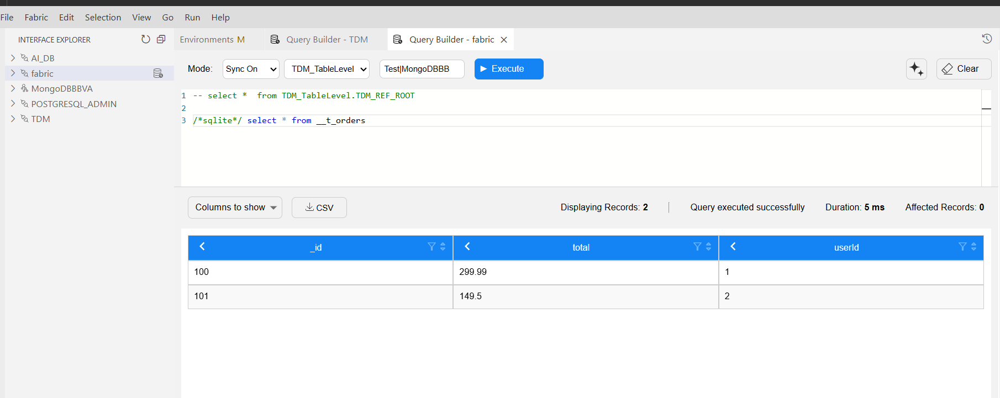 File Fabric Edit Selection View Go Run Help
INTERFACE EXPLORER
AI_DB
fabric
MongoDBBBVA
POSTGRESQL_ADMIN
TDM
Environments M
Query Builder - TDM
Query Builder - fabric
Mode: Sync On TDM_TableLevel Test|MongoDBBB Execute Clear
1 -- select *  from TDM_TableLevel.TDM_REF_ROOT
2
3 /*sqlite*/ select * from __t_orders
Columns to show CSV Displaying Records: 2 Query executed successfully Duration: 5 ms Affected Records: 0
_id total userId
100 299.99 1
101 149.5 2